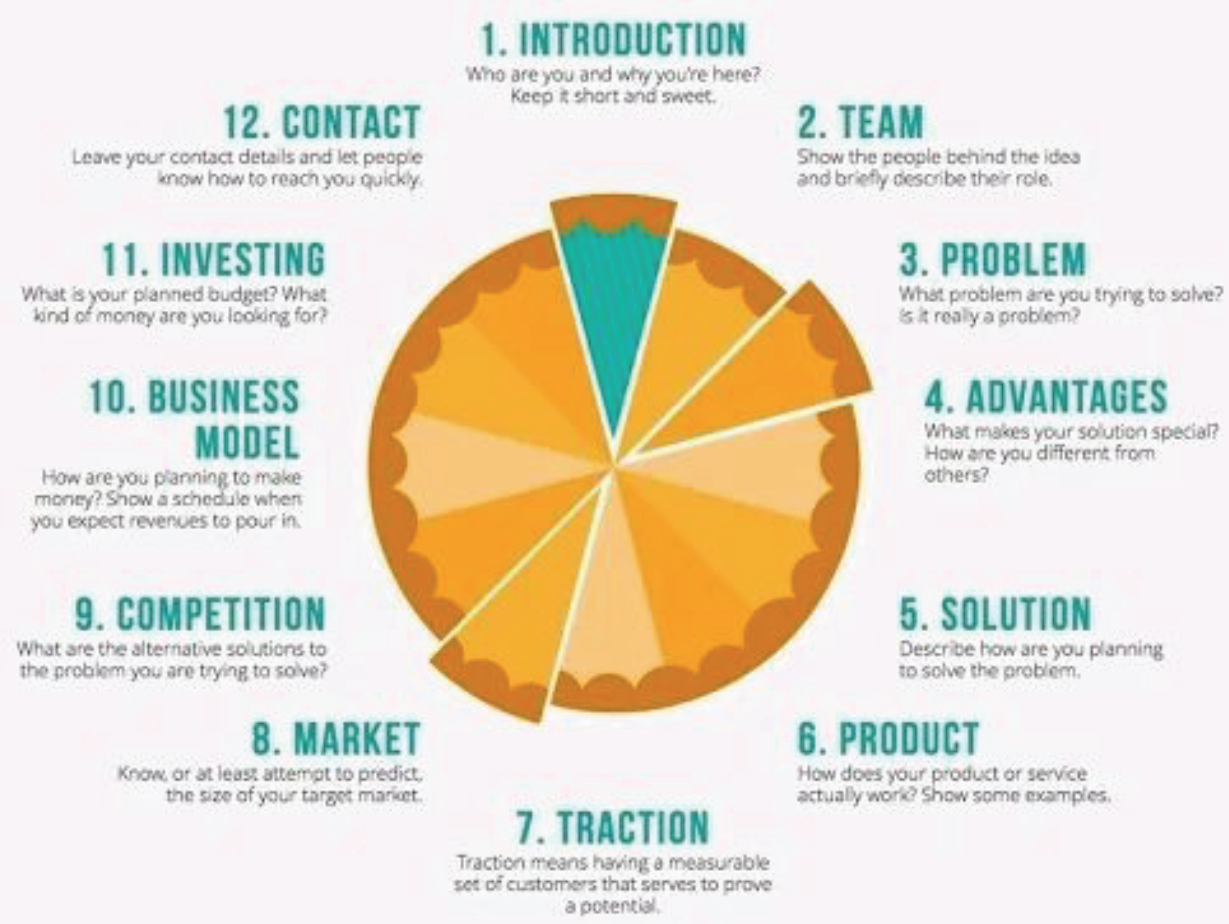 1. INTRODUCTION
Who are you and why you're here?
Keep it short and sweet.
2. TEAM
Show the people behind the idea
and briefly describe their role.
3. PROBLEM
What problem are you trying to solve?
Is it really a problem?
4. ADVANTAGES
What makes your solution special?
How are you different from
others?
5. SOLUTION
Describe how are you planning
to solve the problem.
6. PRODUCT
How does your product or service
actually work? Show some examples.
7. TRACTION
Traction means having a measurable
set of customers that serves to prove
a potential.
8. MARKET
Know, or at least attempt to predict,
the size of your target market.
9. COMPETITION
What are the alternative solutions to
the problem you are trying to solve?
10. BUSINESS
MODEL
How are you planning to make
money? Show a schedule when
you expect revenues to pour in.
11. INVESTING
What is your planned budget? What
kind of money are you looking for?
12. CONTACT
Leave your contact details and let people
know how to reach you quickly.